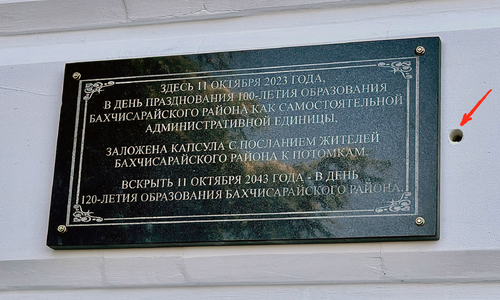 ЗДЕСЬ 11 ОКТЯБРЯ 2023 ГОДА,
В ДЕНЬ ПРАЗДНОВАНИЯ 100-ЛЕТИЯ ОБРАЗОВАНИЯ
БАХЧИСАРАЙСКОГО РАЙОНА КАК САМОСТОЯТЕЛЬНОЙ
АДМИНИСТРАТИВНОЙ ЕДИНИЦЫ,
ЗАЛОЖЕНА КАПСУЛА С ПОСЛАНИЕМ ЖИТЕЛЕЙ
БАХЧИСАРАЙСКОГО РАЙОНА К ПОТОМКАМ.
ВСКРЫТЬ 11 ОКТЯБРЯ 2043 ГОДА - В ДЕНЬ
120-ЛЕТИЯ ОБРАЗОВАНИЯ БАХЧИСАРАЙСКОГО РАЙОНА.